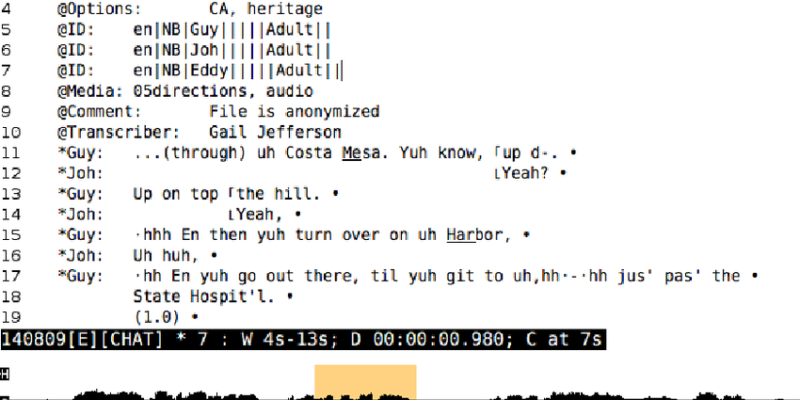 4 @Options: CA, heritage
5 @ID: en|NB|Guy|||||Adult||
6 @ID: en|NB|Joh|||||Adult||
7 @ID: en|NB|Eddy|||||Adult||
8 @Media: 05directions, audio
9 @Comment: File is anonymized
10 @Transcriber: Gail Jefferson
11 *Guy: ...(through) uh Costa Mesa. Yuh know, ⌈up d-. •
12 *Joh: ⌊Yeah? •
13 *Guy: Up on top ⌈the hill. •
14 *Joh: ⌊Yeah, •
15 *Guy: ·hhh En then yuh turn over on uh Harbor, •
16 *Joh: Uh huh, •
17 *Guy: ·hh En yuh go out there, til yuh git to uh,hh·-·hh jus' pas' the •
18 State Hospit'l. •
19 (1.0) •
140809[E][CHAT] * 7 : W 4s-13s; D 00:00:00.980; C at 7s
H